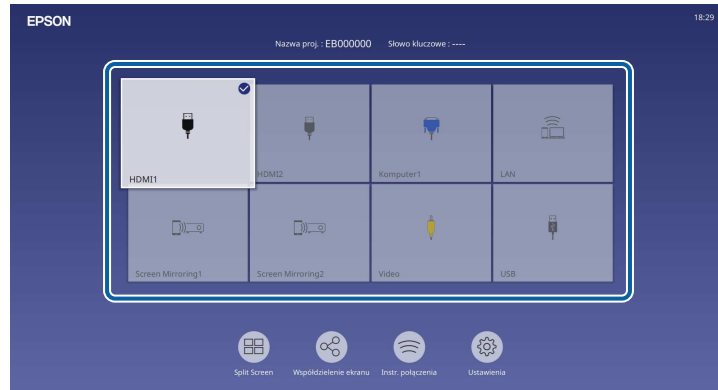 EPSON
18:29
Nazwa proj. : EB000000 Słowo kluczowe : ----
HDMI1
HDMI2
Komputer1
LAN
Screen Mirroring1
Screen Mirroring2
Video
USB
Split Screen
Współdzielenie ekranu
Instr. połączenia
Ustawienia